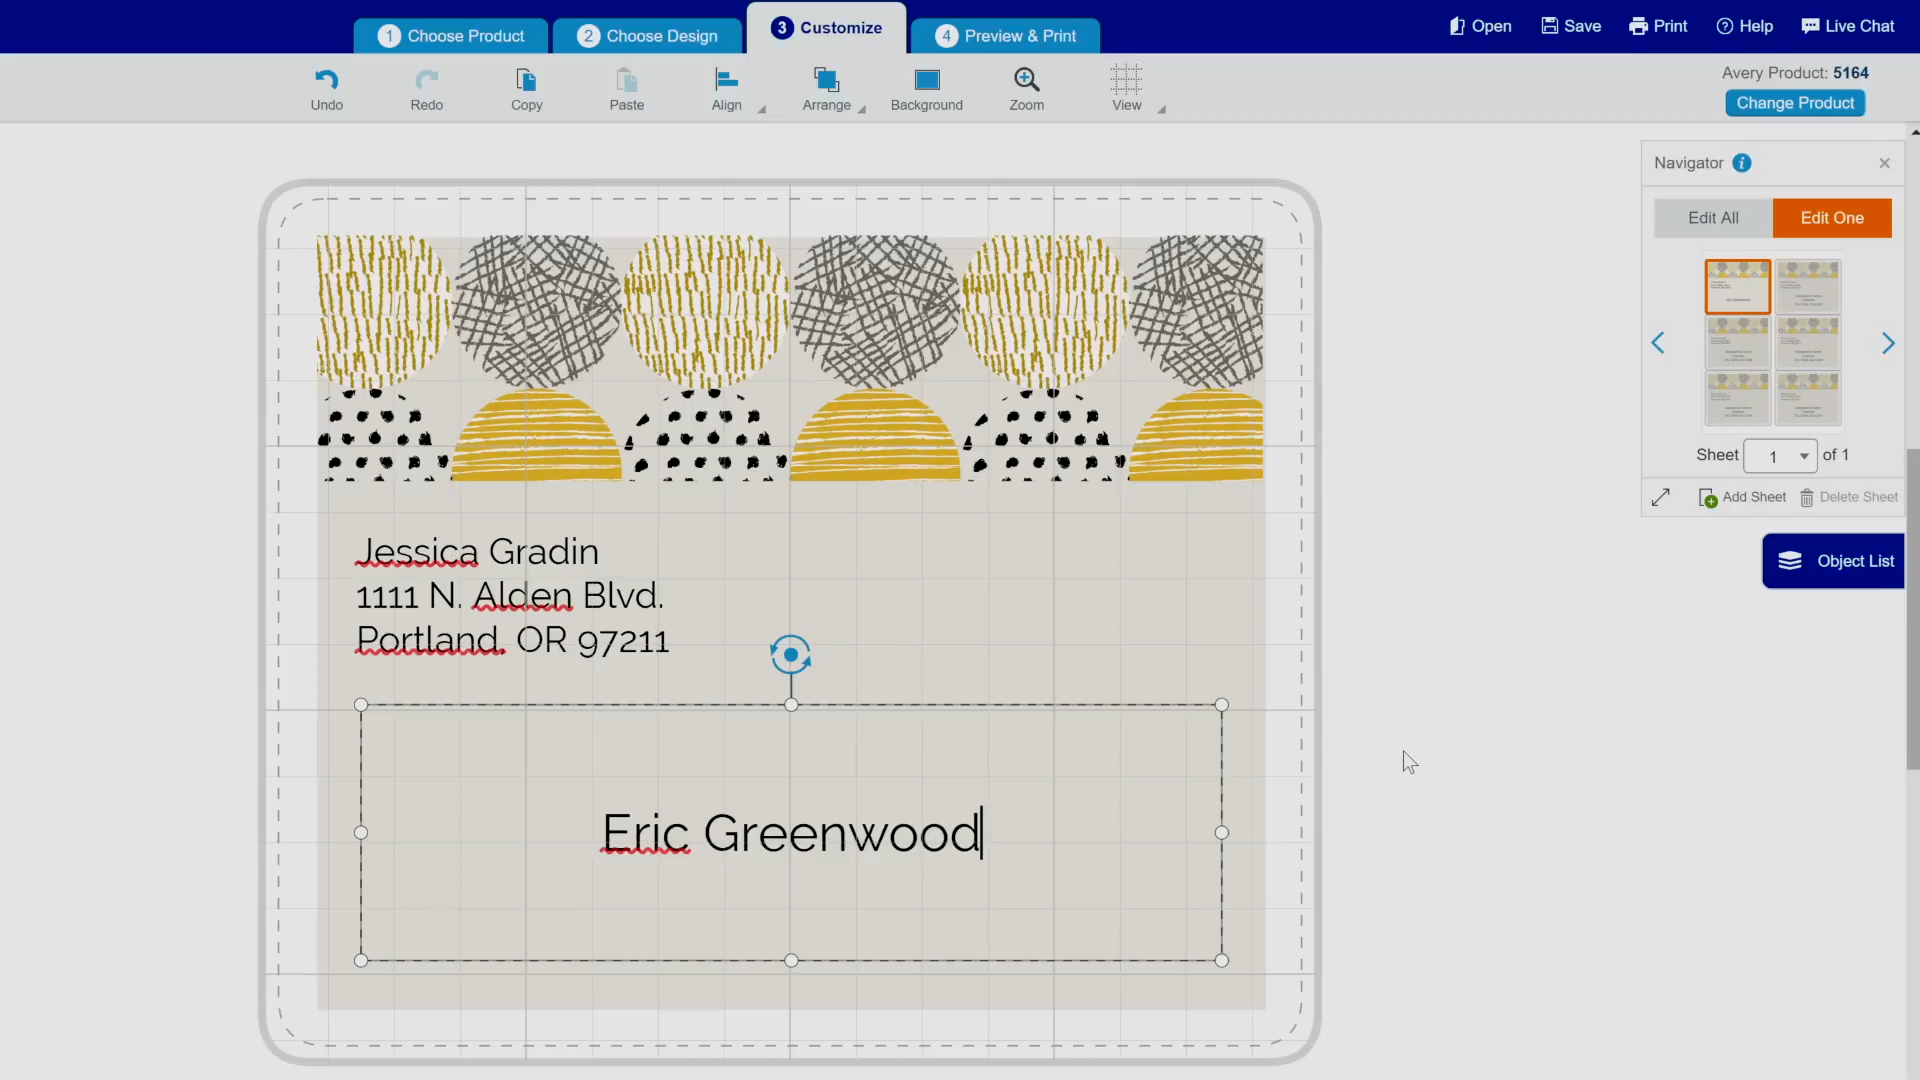 1 Choose Product
2 Choose Design
3 Customize
4 Preview & Print
Open
Save
Print
Help
Live Chat
Undo
Redo
Copy
Paste
Align
Arrange
Background
Zoom
View
Avery Product: 5164
Change Product
Navigator
Edit All
Edit One
Sheet 1 of 1
Add Sheet
Delete Sheet
Object List
Jessica Gradin
1111 N. Alden Blvd.
Portland, OR 97211
Eric Greenwood